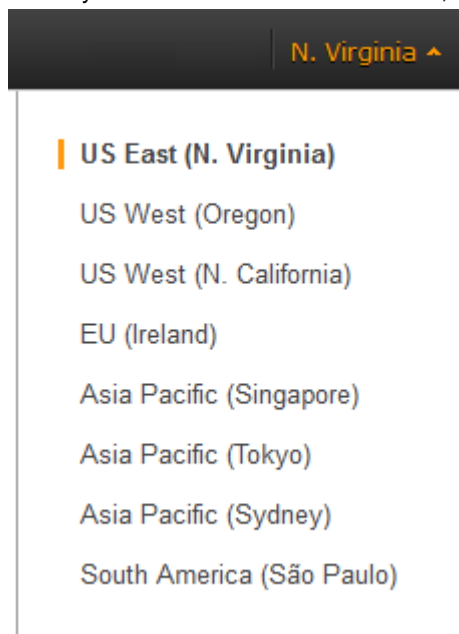 N. Virginia
US East (N. Virginia)
US West (Oregon)
US West (N. California)
EU (Ireland)
Asia Pacific (Singapore)
Asia Pacific (Tokyo)
Asia Pacific (Sydney)
South America (São Paulo)